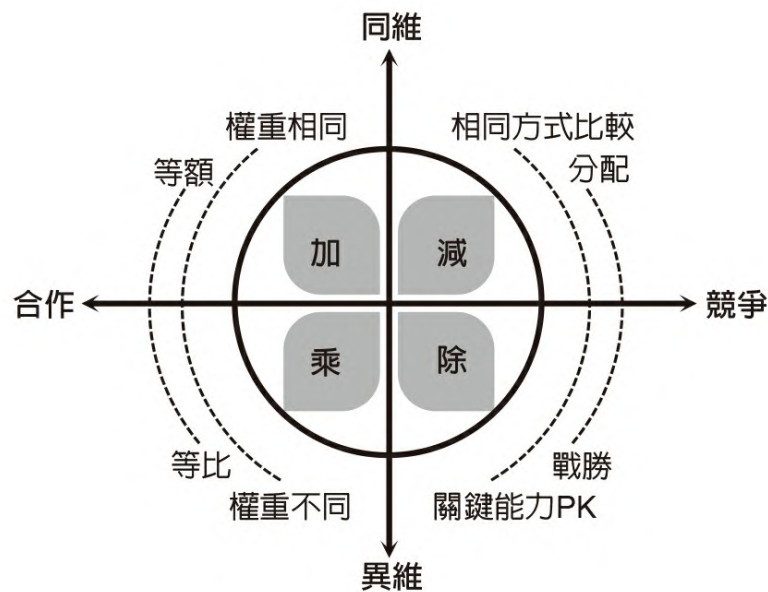 同維
權重相同
相同方式比較
等額
分配
加
減
合作
競爭
乘
除
等比
戰勝
權重不同
關鍵能力PK
異維